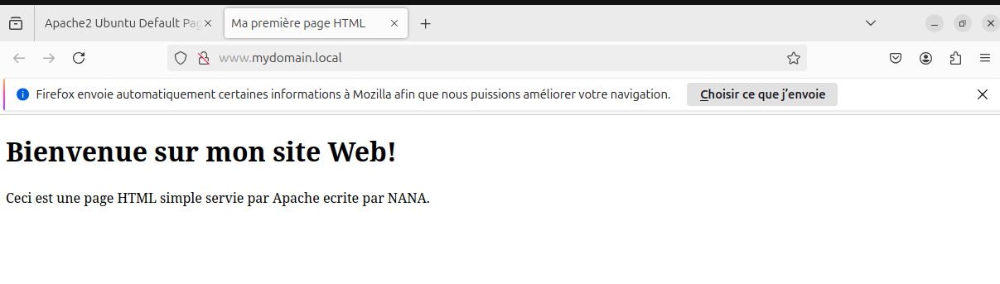 Apache2 Ubuntu Default Pag
Ma première page HTML
www.mydomain.local
Firefox envoie automatiquement certaines informations à Mozilla afin que nous puissions améliorer votre navigation.
Choisir ce que j’envoie
Bienvenue sur mon site Web!
Ceci est une page HTML simple servie par Apache ecrite par NANA.